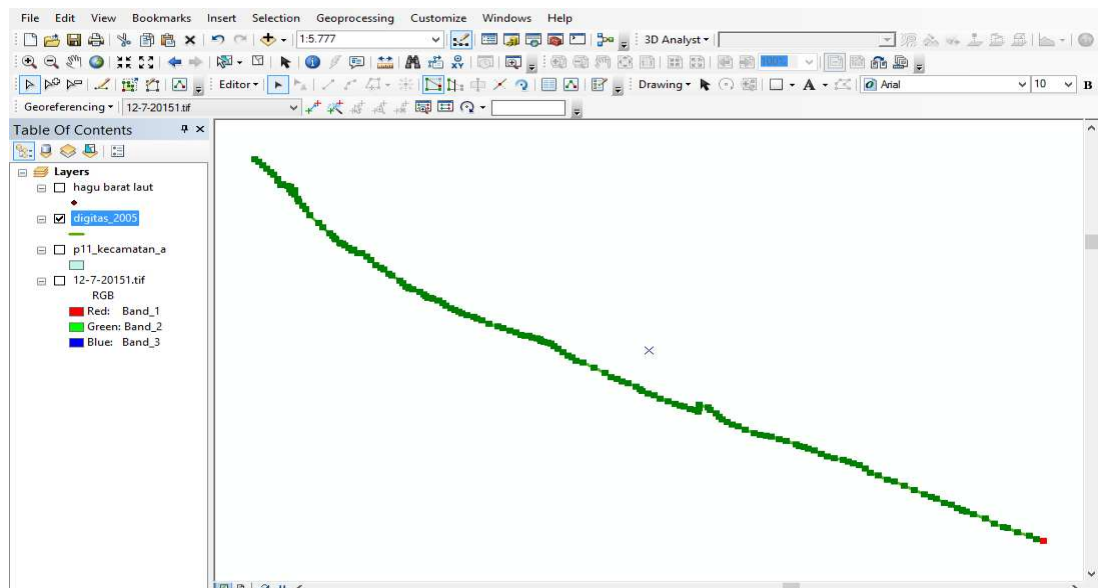 File Edit View Bookmarks Insert Selection Geoprocessing Customize Windows Help
1:5.777 3D Analyst
100%
Editor Drawing A Arial 10 B
Georeferencing 12-7-20151.tif
Table Of Contents
Layers
hagu barat laut
digitas_2005
p11_kecamatan_a
12-7-20151.tif
RGB
Red: Band_1
Green: Band_2
Blue: Band_3